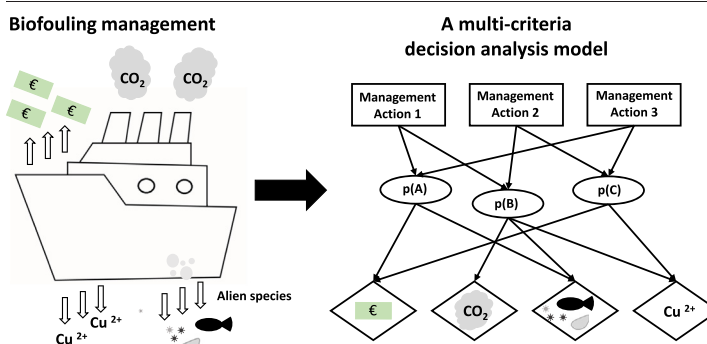 Biofouling management
A multi-criteria
decision analysis model
CO2
CO2
€
€
€
Management
Action 1
Management
Action 2
Management
Action 3
p(A)
p(B)
p(C)
Alien species
Cu 2+
Cu 2+
€
CO2
Cu 2+